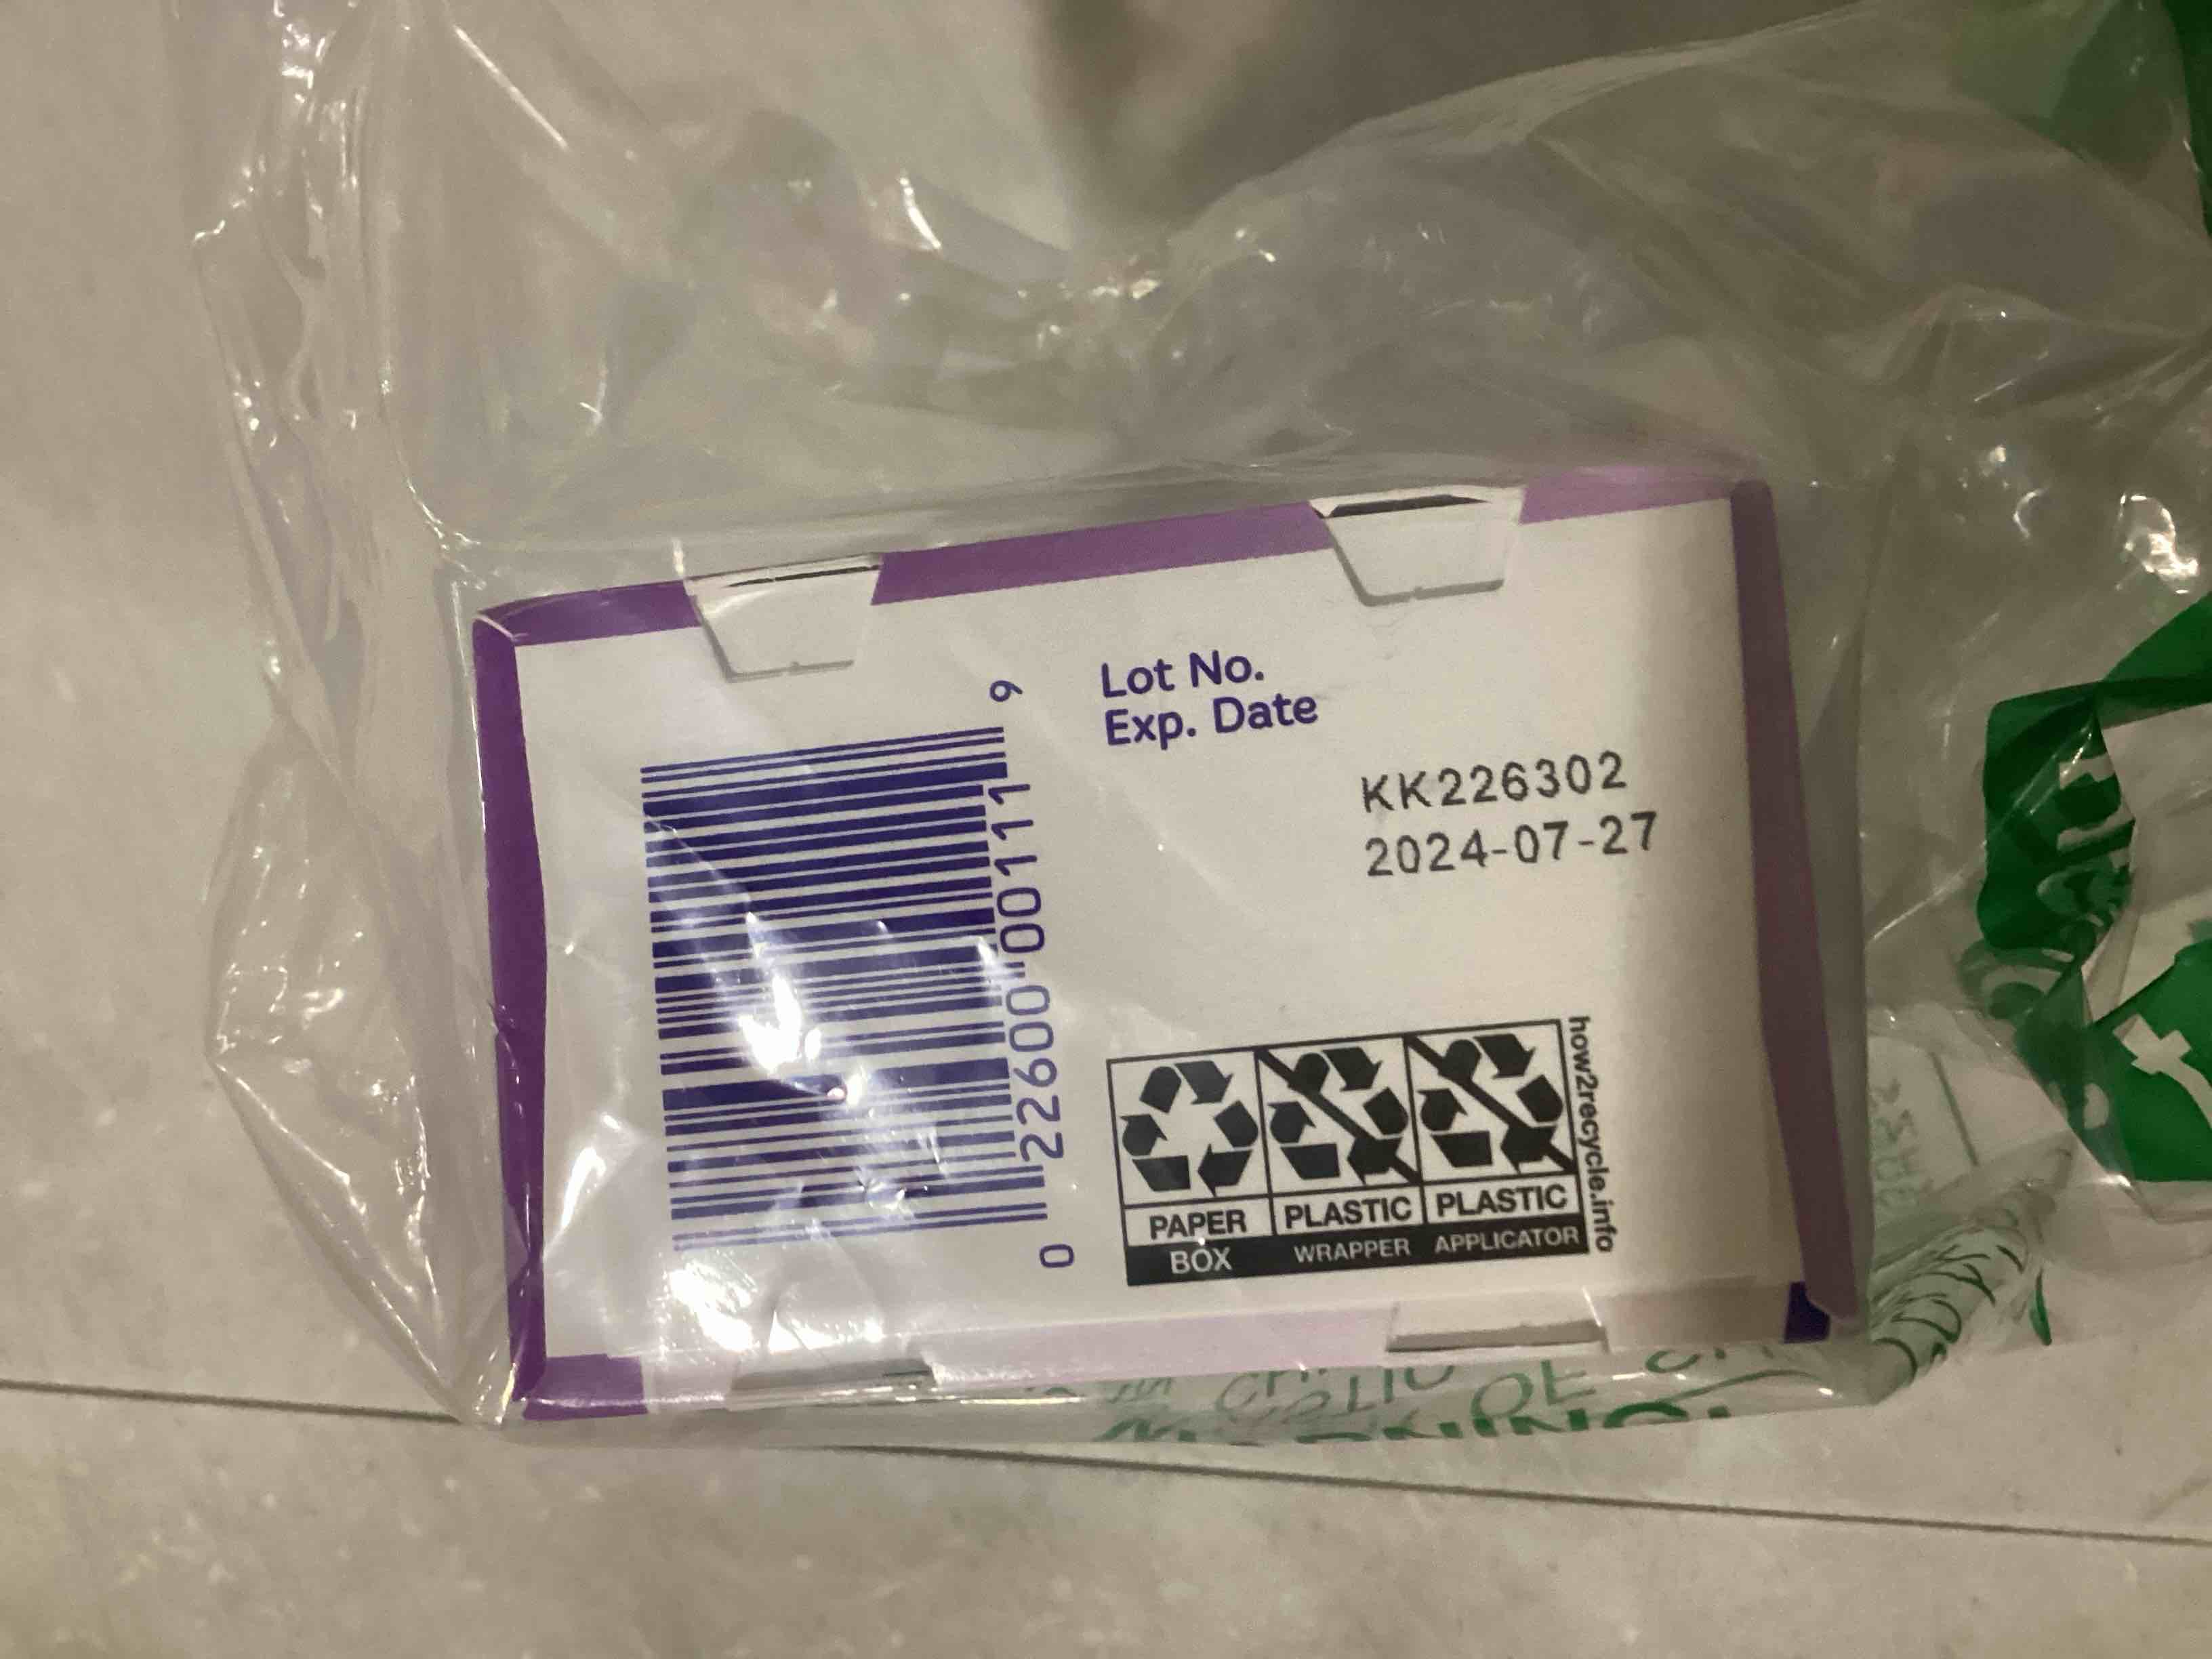 Lot No.
Exp. Date
KK226302
2024-07-27
0 22600 00111 9
PAPER PLASTIC PLASTIC
BOX WRAPPER APPLICATOR
how2recycle.info